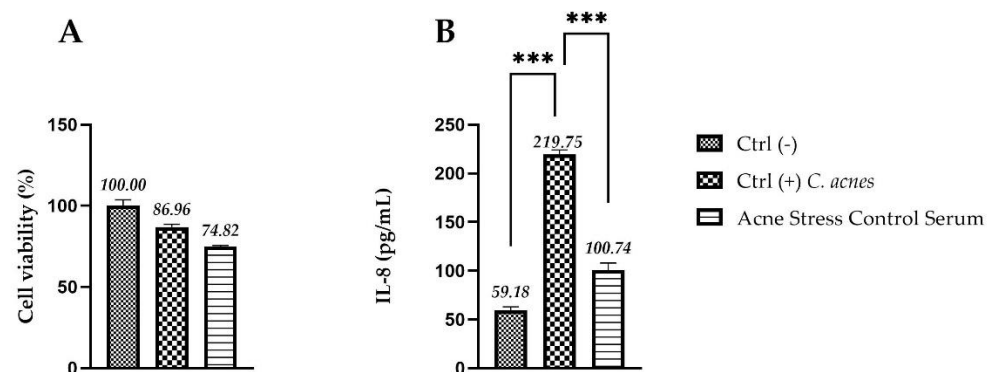 A
Cell viability (%)
150
100
50
0
100.00
86.96
74.82
B
***
***
IL-8 (pg/mL)
250
200
150
100
50
0
59.18
219.75
100.74
Ctrl (-)
Ctrl (+) C. acnes
Acne Stress Control Serum